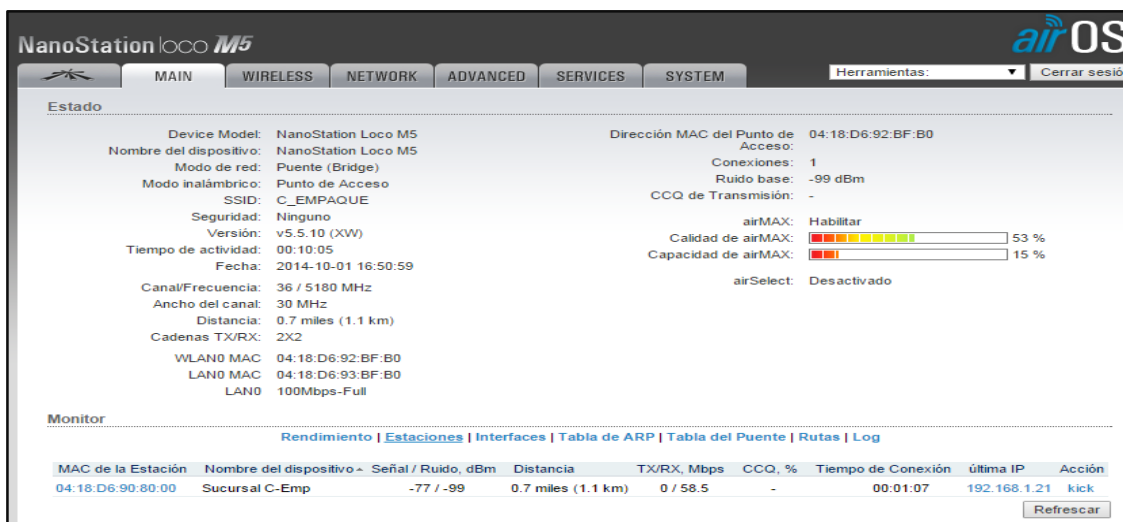 NanoStation loco M5
airOS
MAIN WIRELESS NETWORK ADVANCED SERVICES SYSTEM Herramientas: Cerrar sesió
Estado
Device Model: NanoStation Loco M5
Nombre del dispositivo: NanoStation Loco M5
Modo de red: Puente (Bridge)
Modo inalámbrico: Punto de Acceso
SSID: C_EMPAQUE
Seguridad: Ninguno
Versión: v5.5.10 (XW)
Tiempo de actividad: 00:10:05
Fecha: 2014-10-01 16:50:59
Canal/Frecuencia: 36 / 5180 MHz
Ancho del canal: 30 MHz
Distancia: 0.7 miles (1.1 km)
Cadenas TX/RX: 2X2
WLAN0 MAC 04:18:D6:92:BF:B0
LAN0 MAC 04:18:D6:93:BF:B0
LAN0 100Mbps-Full
Dirección MAC del Punto de 04:18:D6:92:BF:B0
Acceso:
Conexiones: 1
Ruido base: -99 dBm
CCQ de Transmisión: -
airMAX: Habilitar
Calidad de airMAX: 53 %
Capacidad de airMAX: 15 %
airSelect: Desactivado
Monitor
Rendimiento | Estaciones | Interfaces | Tabla de ARP | Tabla del Puente | Rutas | Log
MAC de la Estación Nombre del dispositivo Señal / Ruido, dBm Distancia TX/RX, Mbps CCQ, % Tiempo de Conexión última IP Acción
04:18:D6:90:80:00 Sucursal C-Emp -77 / -99 0.7 miles (1.1 km) 0 / 58.5 - 00:01:07 192.168.1.21 kick
Refrescar